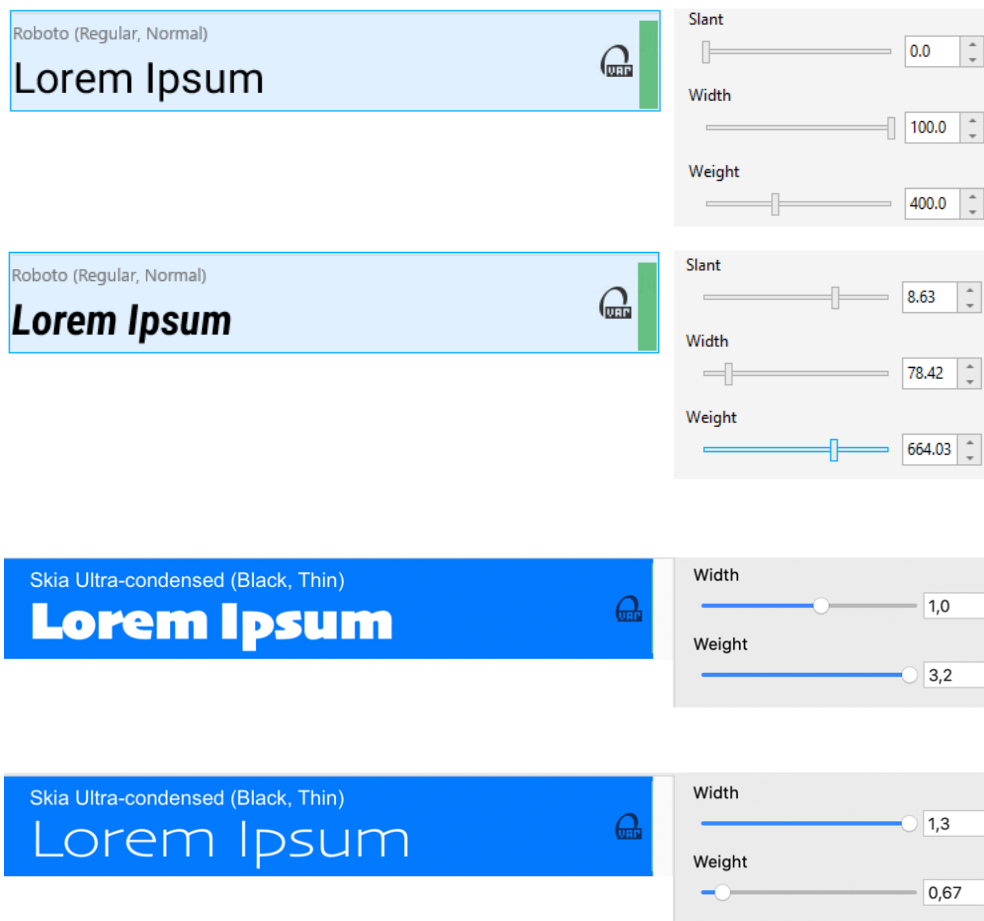 Roboto (Regular, Normal)
Lorem Ipsum
VAR
Slant
0.0
Width
100.0
Weight
400.0
Roboto (Regular, Normal)
Lorem Ipsum
VAR
Slant
8.63
Width
78.42
Weight
664.03
Skia Ultra-condensed (Black, Thin)
Lorem Ipsum
VAR
Width
1,0
Weight
3,2
Skia Ultra-condensed (Black, Thin)
Lorem Ipsum
VAR
Width
1,3
Weight
0,67